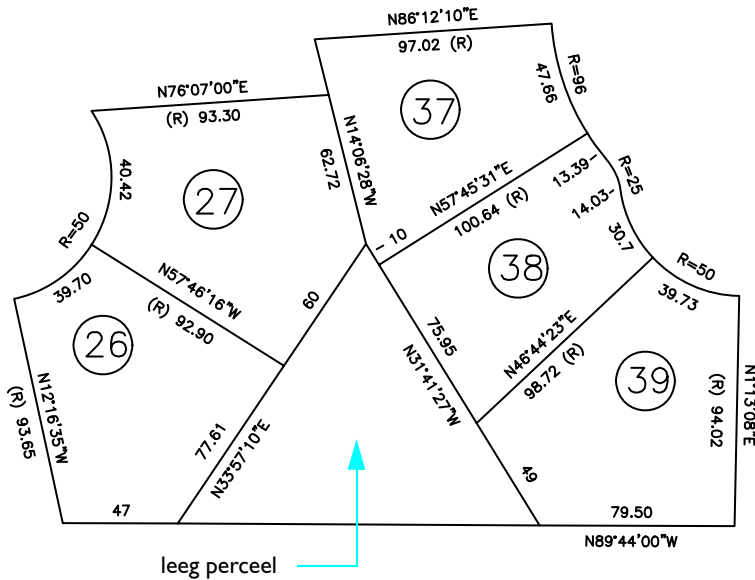 N86°12'10"E
97.02 (R)
R=96
47.66
37
N76°07'00"E
(R) 93.30
N14°06'28"W
62.72
40.42
27
R=50
N57°45'31"E
100.64 (R)
13.39
R=25
14.03
30.7
10
38
R=50
39.73
39.70
N57°46'16"W
(R) 92.90
60
26
N12°16'35"W
(R) 93.65
75.95
N31°41'27"W
N46°44'23"E
98.72 (R)
39
N1°13'08"E
(R) 94.02
77.61
N33°57'10"E
49
47
79.50
N89°44'00"W
leeg perceel